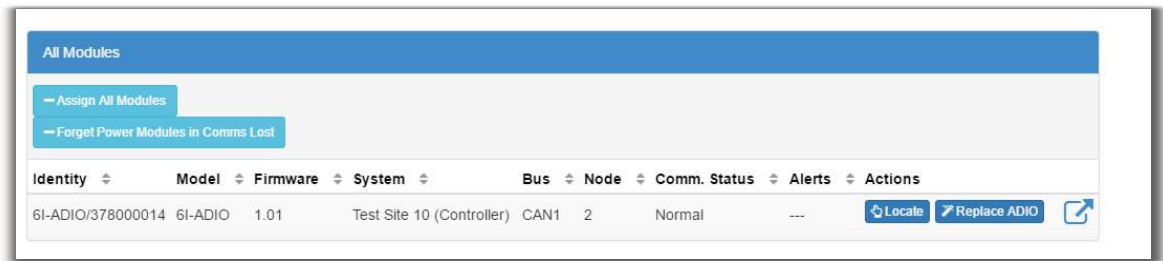 All Modules
Assign All Modules
Forget Power Modules in Comms Lost
Identity Model Firmware System Bus Node Comm. Status Alerts Actions
6I-ADIO/378000014 6I-ADIO 1.01 Test Site 10 (Controller) CAN1 2 Normal --- Locate Replace ADIO